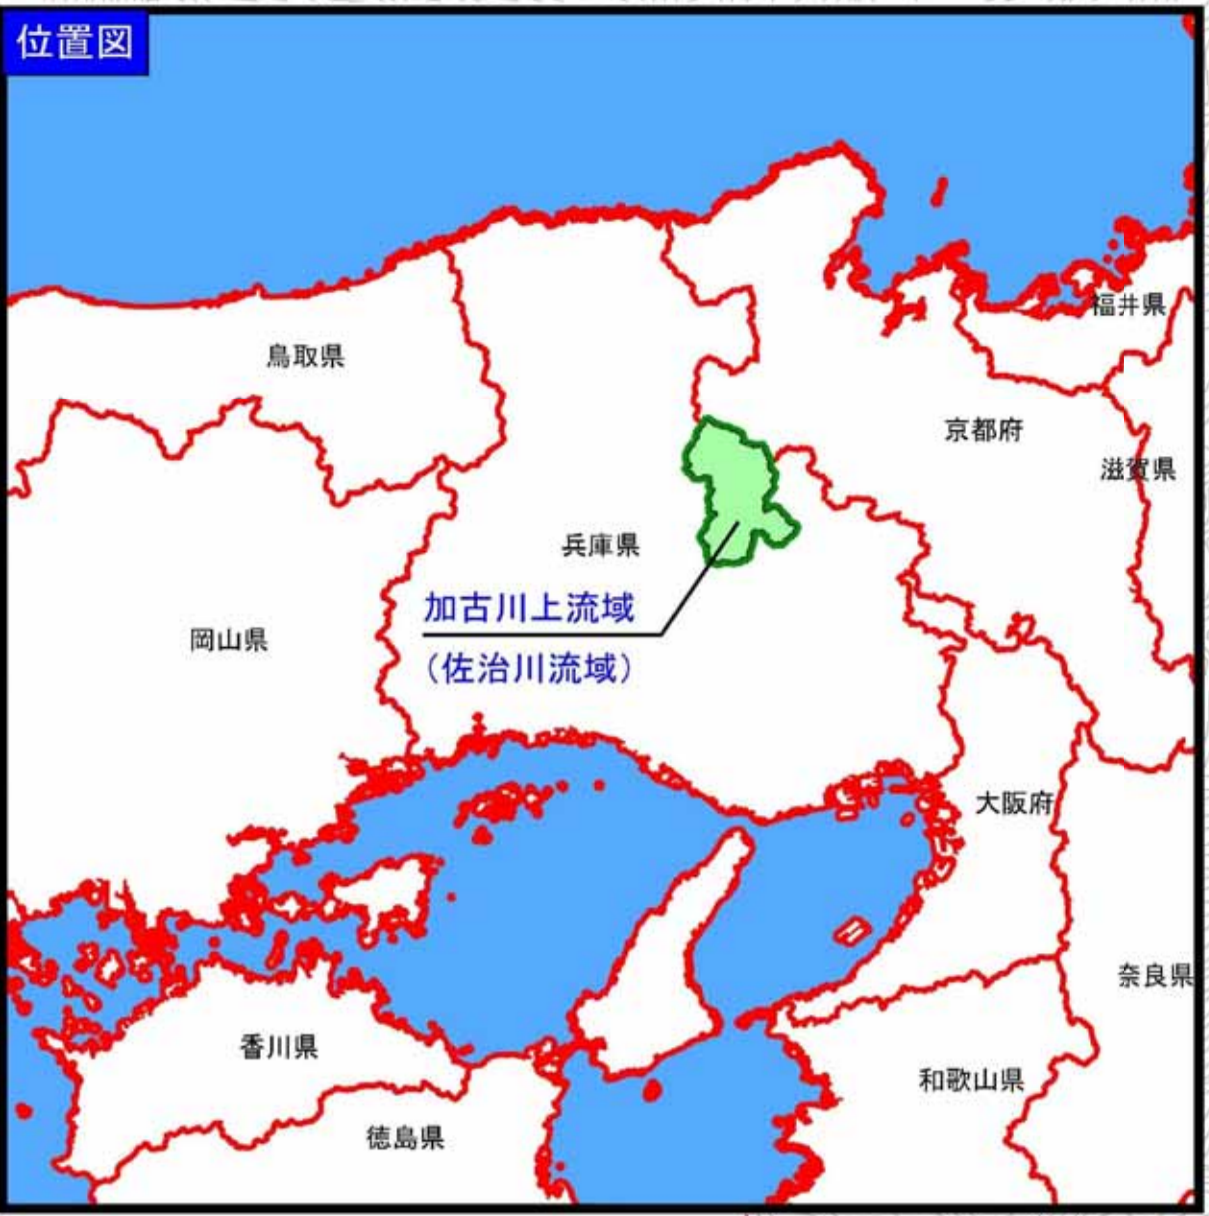 位置図
福井県
鳥取県
京都府
滋賀県
兵庫県
加古川上流域
(佐治川流域)
岡山県
大阪府
奈良県
香川県
和歌山県
徳島県